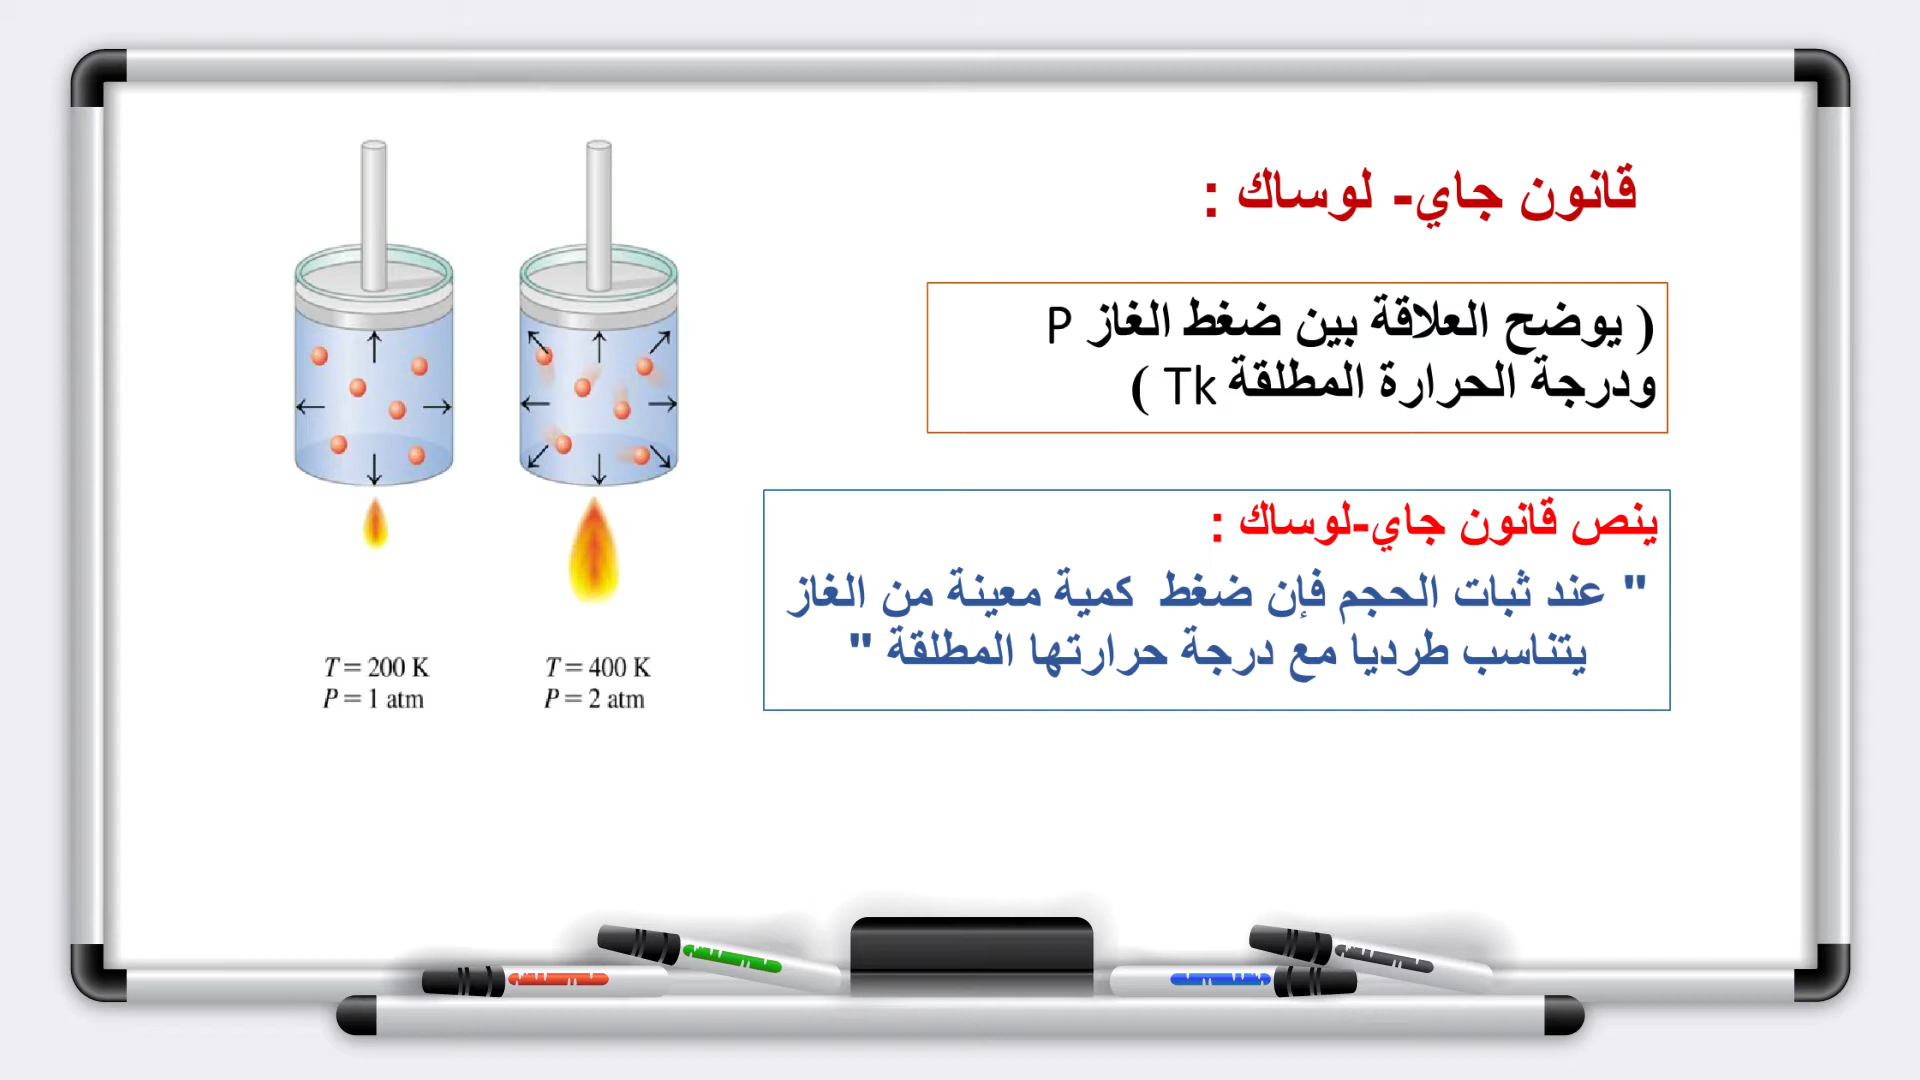 قانون جاي- لوساك :
( يوضح العلاقة بين ضغط الغاز P
ودرجة الحرارة المطلقة Tk )
ينص قانون جاي-لوساك :
" عند ثبات الحجم فإن ضغط كمية معينة من الغاز
يتناسب طرديا مع درجة حرارتها المطلقة "
T = 200 K
P = 1 atm
T = 400 K
P = 2 atm